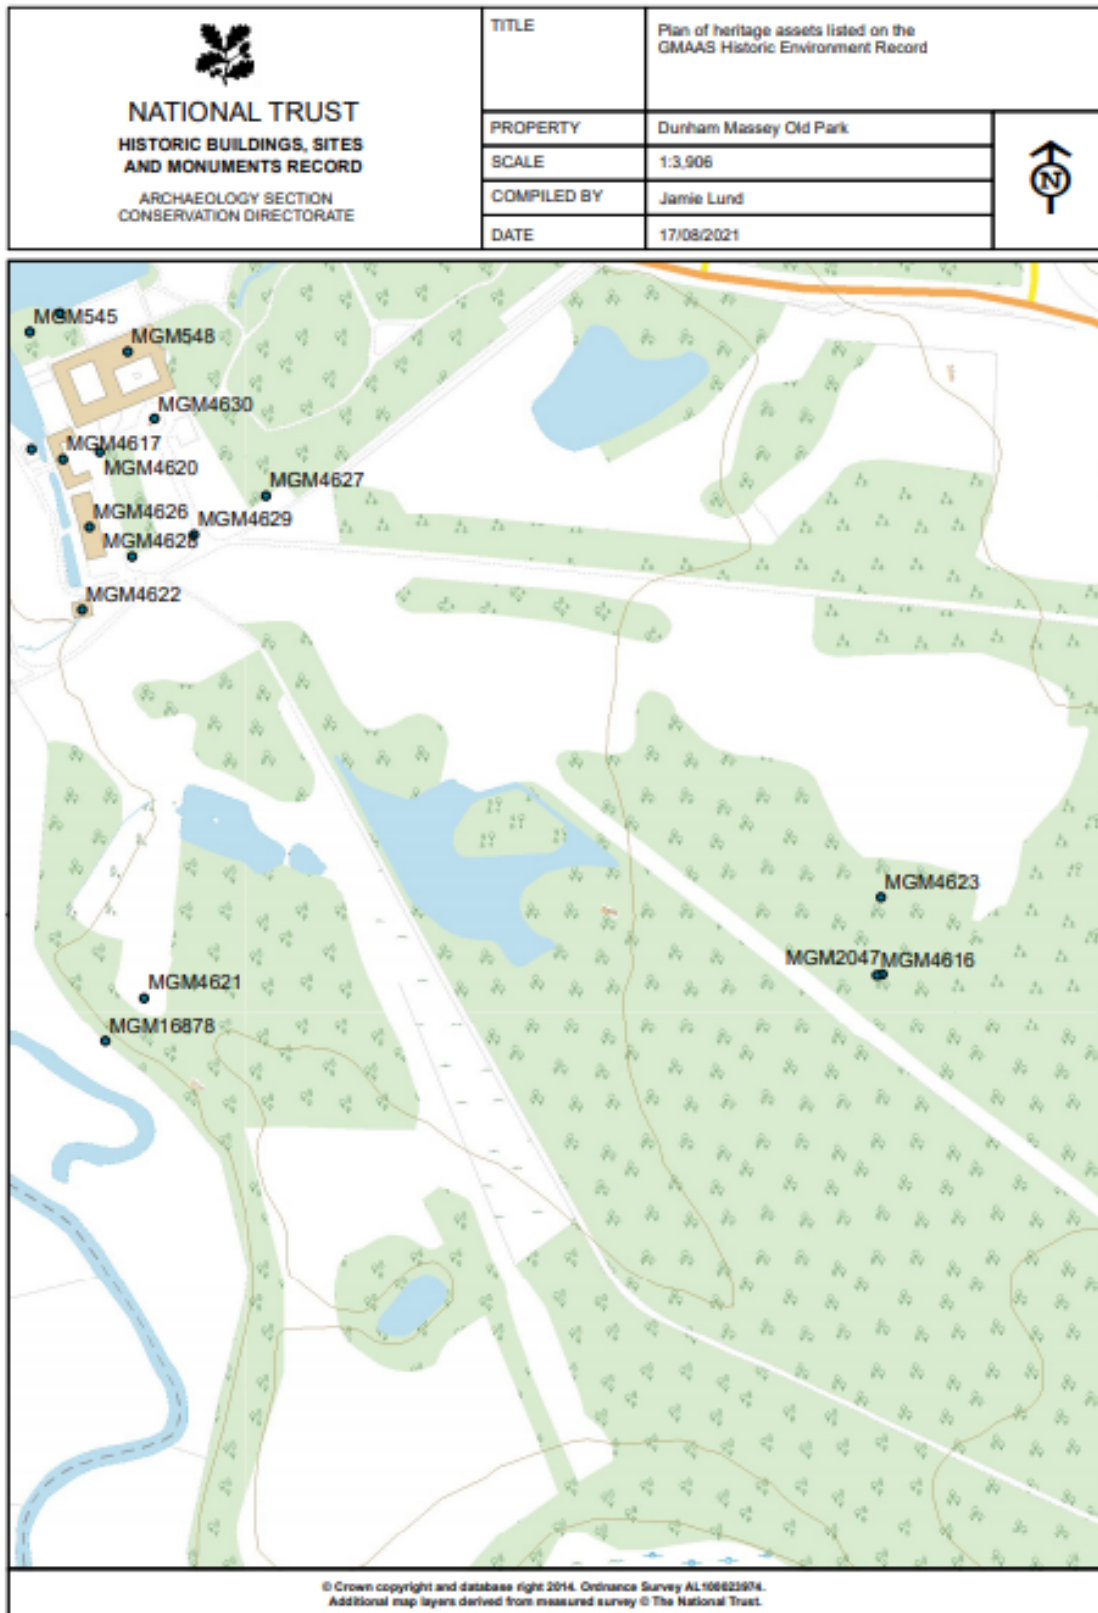 NATIONAL TRUST
HISTORIC BUILDINGS, SITES
AND MONUMENTS RECORD
ARCHAEOLOGY SECTION
CONSERVATION DIRECTORATE
TITLE
Plan of heritage assets listed on the
GMAAS Historic Environment Record
PROPERTY
Dunham Massey Old Park
SCALE
1:3,906
COMPILED BY
Jamie Lund
DATE
17/08/2021
N
MGM545
MGM548
MGM4630
MGM4617
MGM4620
MGM4627
MGM4626
MGM4629
MGM4628
MGM4622
MGM4623
MGM2047
MGM4616
MGM4621
MGM16878
© Crown copyright and database right 2014. Ordinance Survey AL100023974.
Additional map layers derived from measured survey © The National Trust.